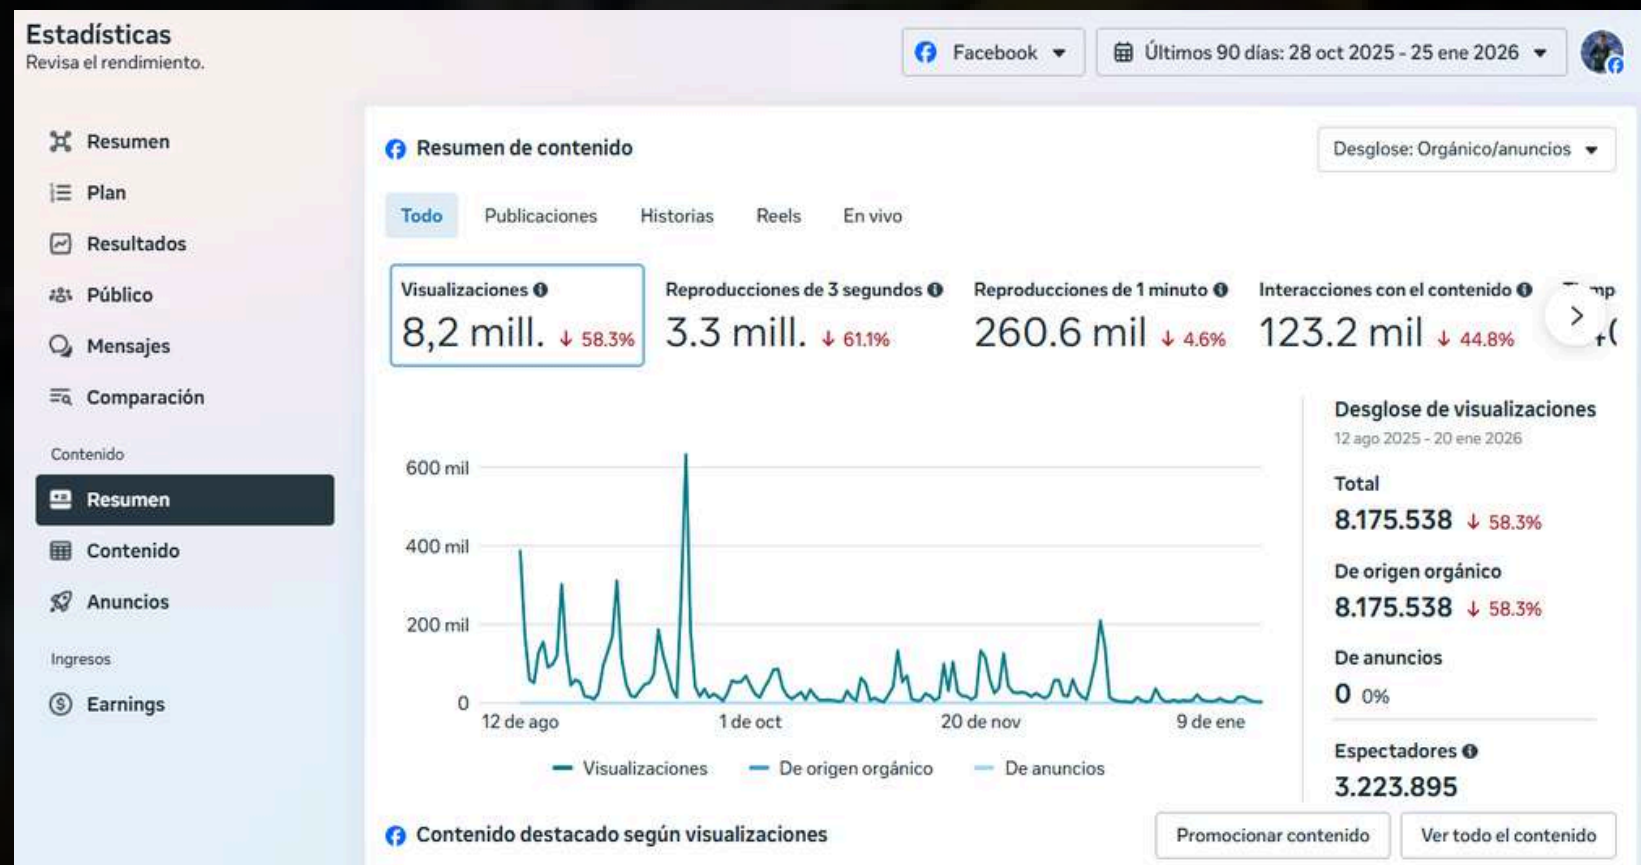 Estadísticas
Revisa el rendimiento.
Facebook
Últimos 90 días: 28 oct 2025 - 25 ene 2026
Resumen
Plan
Resultados
Público
Mensajes
Comparación
Contenido
Resumen
Contenido
Anuncios
Ingresos
Earnings
Resumen de contenido
Desglose: Orgánico/anuncios
Todo Publicaciones Historias Reels En vivo
Visualizaciones
8,2 mill. ↓ 58.3%
Reproducciones de 3 segundos
3.3 mill. ↓ 61.1%
Reproducciones de 1 minuto
260.6 mil ↓ 4.6%
Interacciones con el contenido
123.2 mil ↓ 44.8%
600 mil
400 mil
200 mil
0
12 de ago 1 de oct 20 de nov 9 de ene
Visualizaciones De origen orgánico De anuncios
Desglose de visualizaciones
12 ago 2025 - 20 ene 2026
Total
8.175.538 ↓ 58.3%
De origen orgánico
8.175.538 ↓ 58.3%
De anuncios
0 0%
Espectadores
3.223.895
Contenido destacado según visualizaciones
Promocionar contenido
Ver todo el contenido